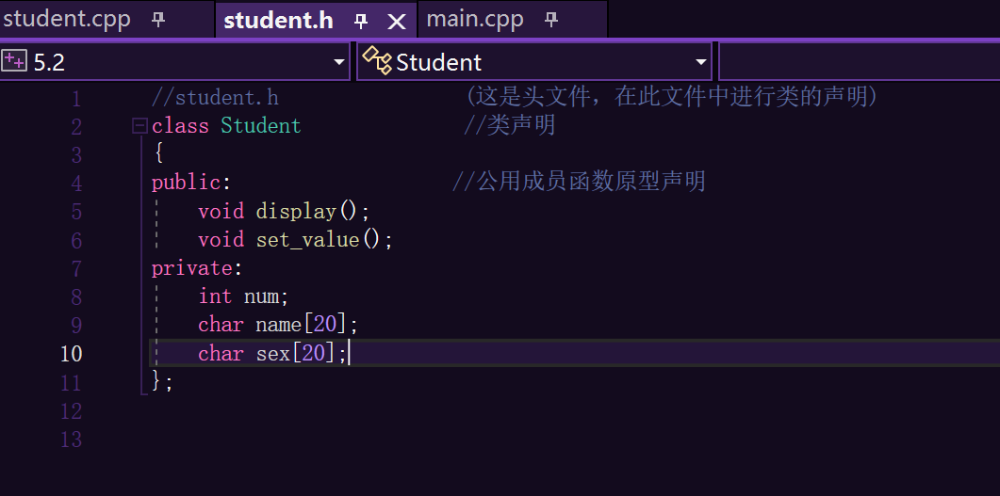 student.cpp student.h main.cpp
5.2 Student
1 //student.h (这是头文件，在此文件中进行类的声明)
2 class Student //类声明
3 {
4 public: //公用成员函数原型声明
5 void display();
6 void set_value();
7 private:
8 int num;
9 char name[20];
10 char sex[20];
11 };
12
13